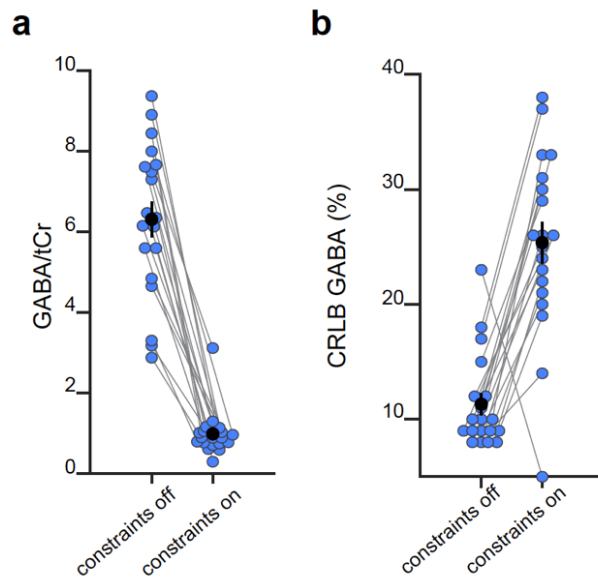 a
b
GABA/tCr
10
8
6
4
2
0
constraints off
constraints on
CRLB GABA (%)
40
30
20
10
constraints off
constraints on